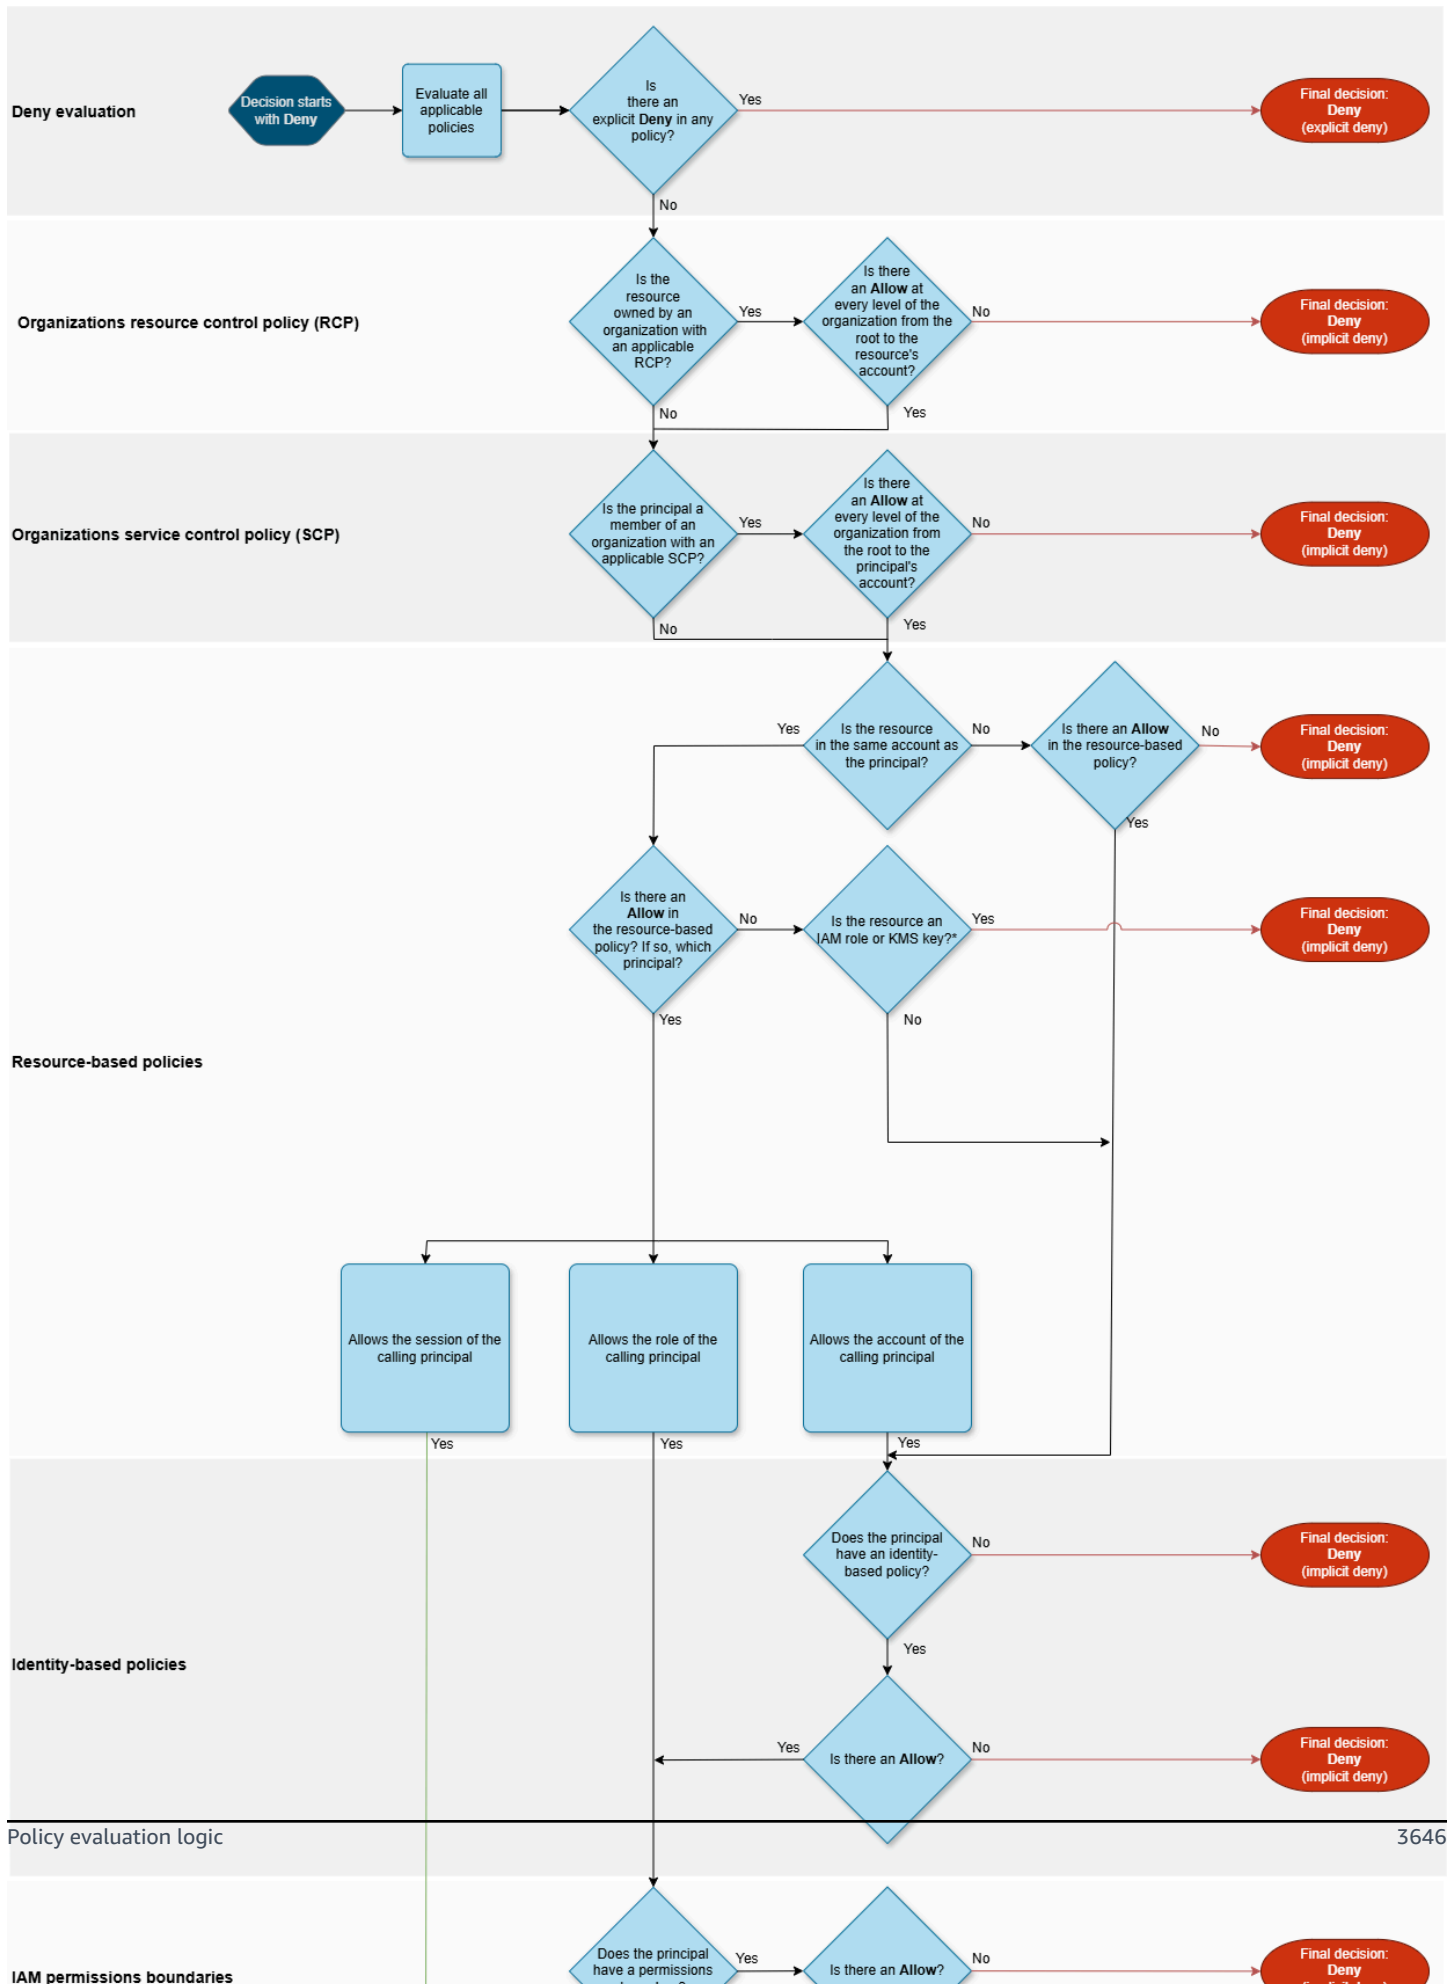 Deny evaluation
Decision starts
with Deny
Evaluate all
applicable
policies
Is
there an
explicit Deny in any
policy?
Yes
Final decision:
Deny
(explicit deny)
No
Organizations resource control policy (RCP)
Is the
resource
owned by an
organization with
an applicable
RCP?
Yes
Is there
an Allow at
every level of the
organization from the
root to the
resource's
account?
No
Final decision:
Deny
(implicit deny)
No
Yes
Organizations service control policy (SCP)
Is the principal a
member of an
organization with an
applicable SCP?
Yes
Is there
an Allow at
every level of the
organization from
the root to the
principal's
account?
No
Final decision:
Deny
(implicit deny)
No
Yes
Yes
Is the resource
in the same account as
the principal?
No
Is there an Allow
in the resource-based
policy?
No
Final decision:
Deny
(implicit deny)
Yes
Is there an
Allow in
the resource-based
policy? If so, which
principal?
No
Is the resource an
IAM role or KMS key?*
Yes
Final decision:
Deny
(implicit deny)
Yes
No
Resource-based policies
Allows the session of the
calling principal
Allows the role of the
calling principal
Allows the account of the
calling principal
Yes
Yes
Yes
Does the principal
have an identity-
based policy?
No
Final decision:
Deny
(implicit deny)
Yes
Identity-based policies
Yes
Is there an Allow?
No
Final decision:
Deny
(implicit deny)
Policy evaluation logic
3646
IAM permissions boundaries
Does the principal
have a permissions
Yes
Is there an Allow?
No
Final decision:
Deny